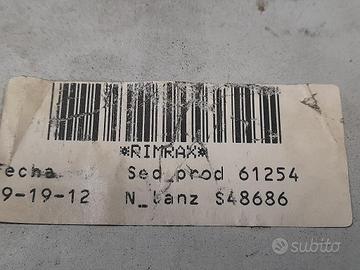 *RIMRAX*
Fecha Sed_prod 61254
9-19-12 N_Lanz S48686
subito